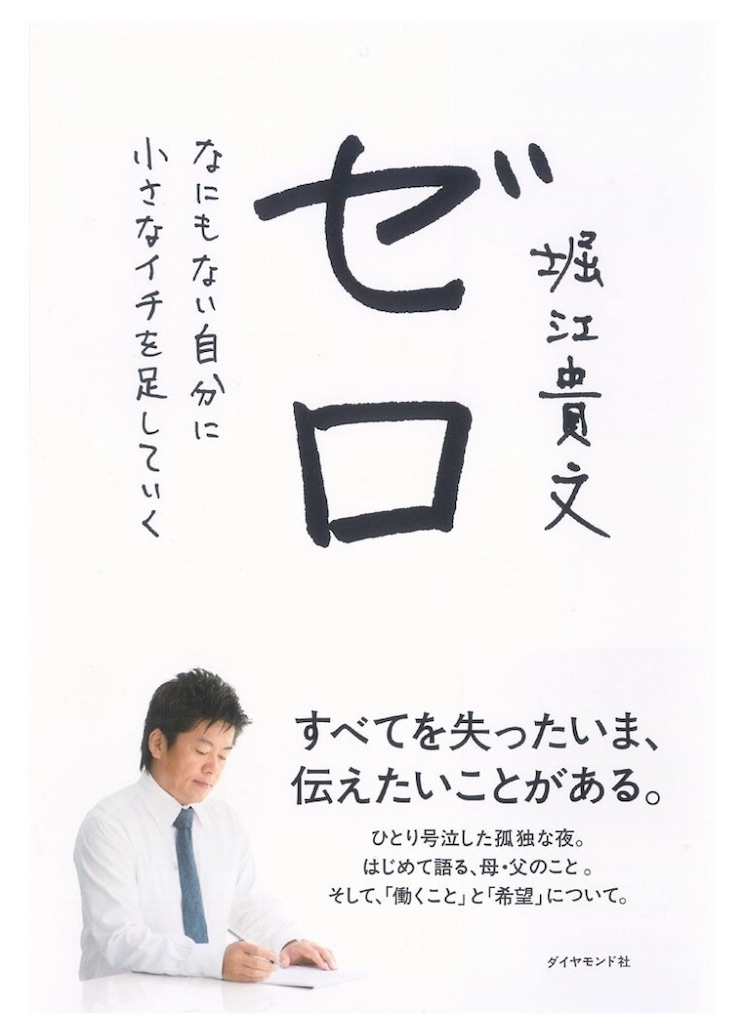 ゼロ
堀江貴文
なにもない自分に
小さなイチを足していく
すべてを失ったいま、
伝えたいことがある。
ひとり号泣した孤独な夜。
はじめて語る、母・父のこと。
そして、「働くこと」と「希望」について。
ダイヤモンド社